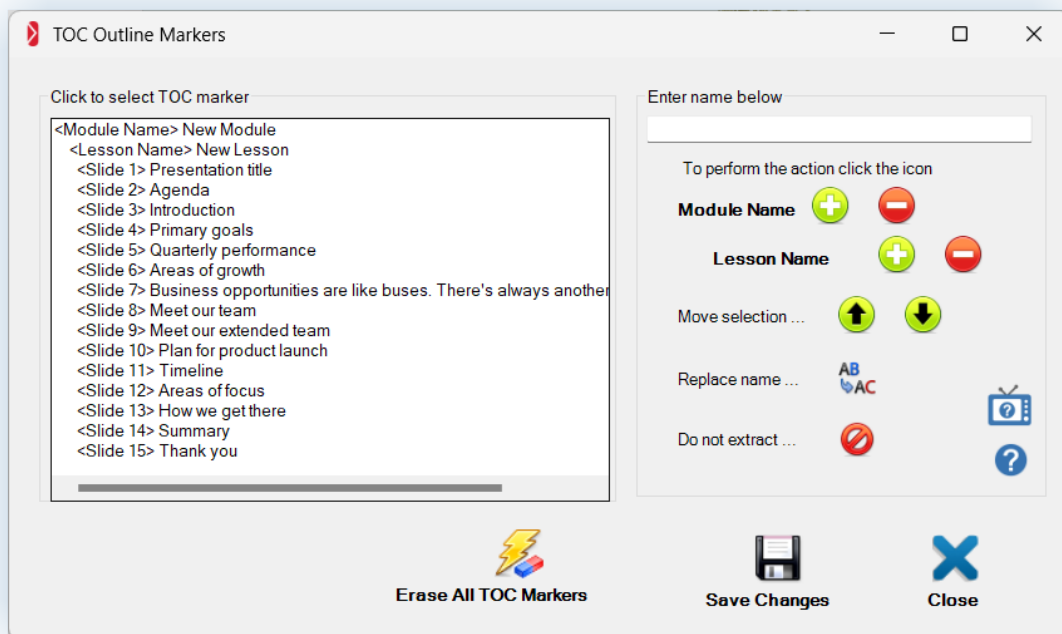 TOC Outline Markers
Click to select TOC marker
<Module Name> New Module
<Lesson Name> New Lesson
<Slide 1> Presentation title
<Slide 2> Agenda
<Slide 3> Introduction
<Slide 4> Primary goals
<Slide 5> Quarterly performance
<Slide 6> Areas of growth
<Slide 7> Business opportunities are like buses. There's always another
<Slide 8> Meet our team
<Slide 9> Meet our extended team
<Slide 10> Plan for product launch
<Slide 11> Timeline
<Slide 12> Areas of focus
<Slide 13> How we get there
<Slide 14> Summary
<Slide 15> Thank you
Enter name below
To perform the action click the icon
Module Name
Lesson Name
Move selection ...
Replace name ...
AB
AC
Do not extract ...
?
?
Erase All TOC Markers
Save Changes
Close